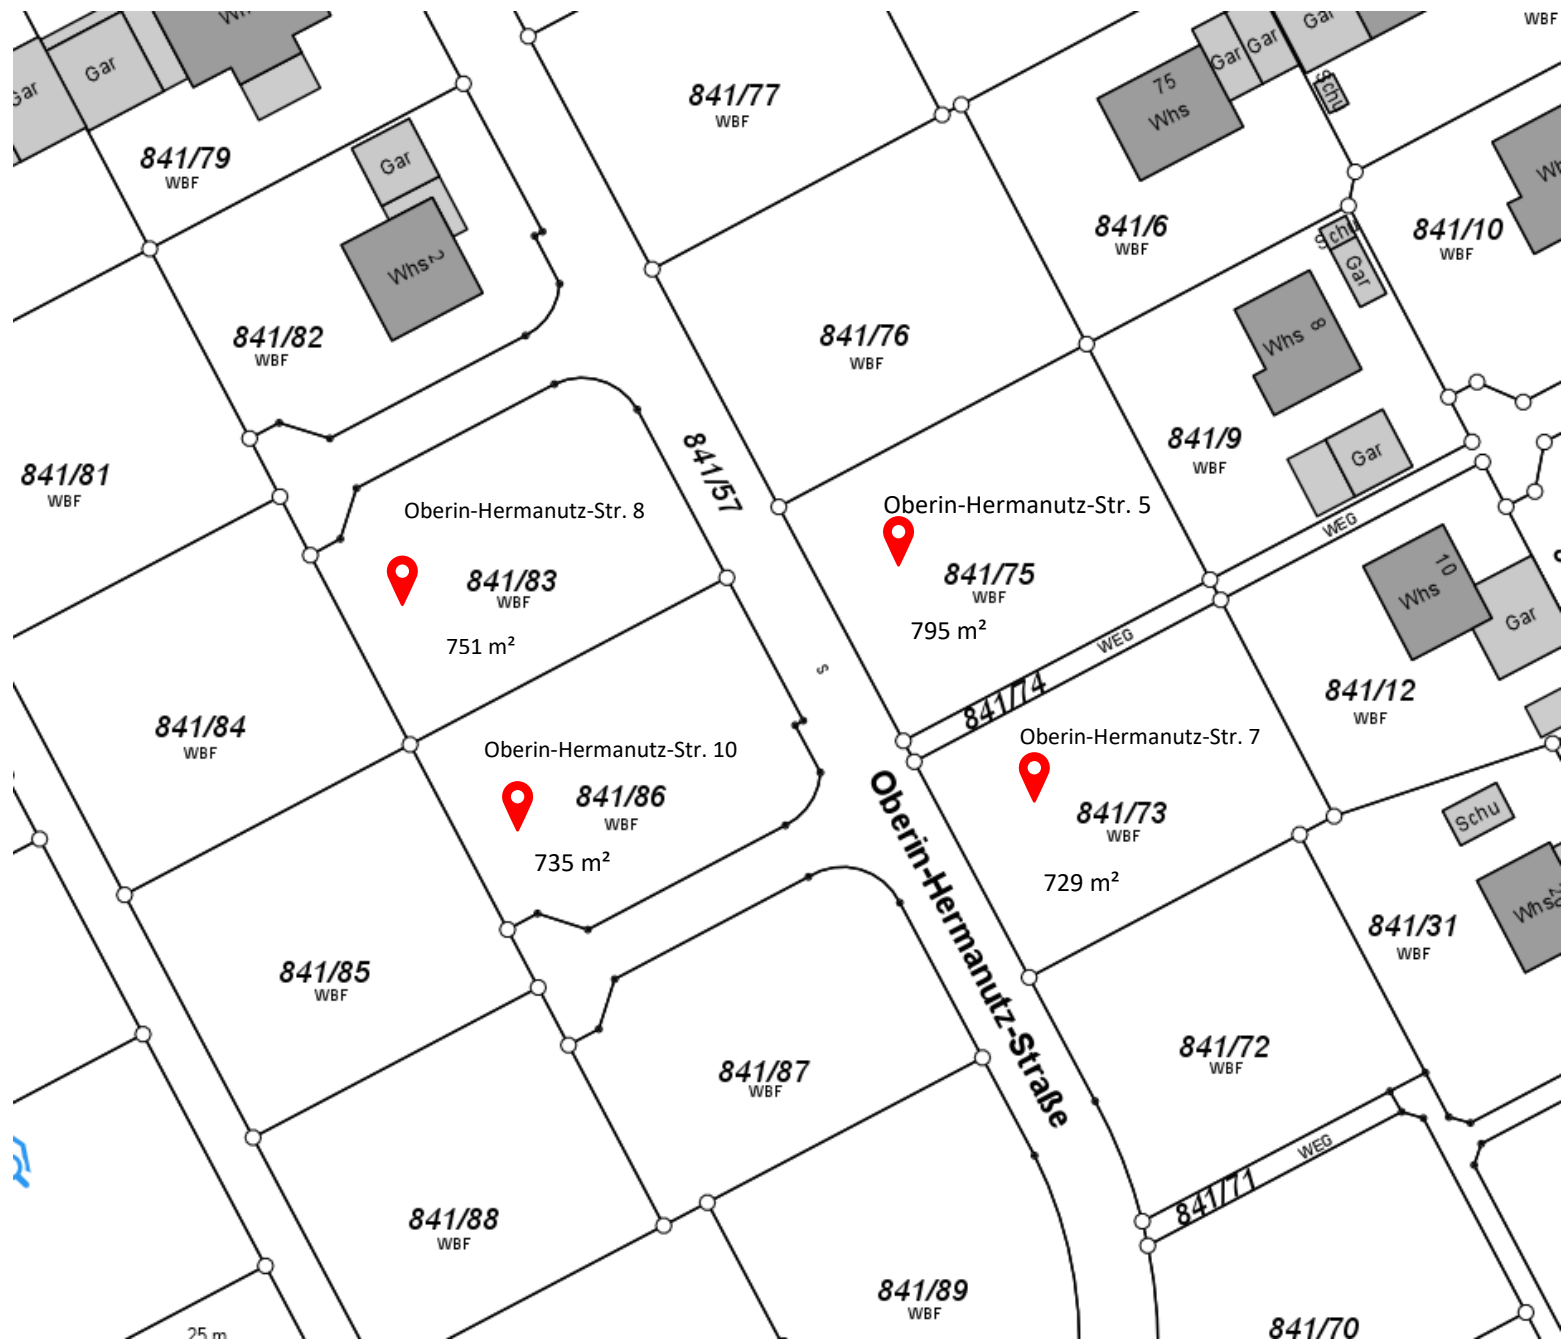 Gar
Gar
841/79
WBF
Gar
Whs 2
841/82
WBF
841/77
WBF
75
Whs
Gar
Gar
Gar
WBF
Schu
841/6
WBF
841/10
WBF
Schu
Gar
841/76
WBF
Whs 8
841/9
WBF
Gar
841/81
WBF
841/57
Oberin-Hermanutz-Str. 8
841/83
WBF
751 m²
Oberin-Hermanutz-Str. 5
841/75
WBF
795 m²
WEG
WEG
841/74
10
Whs
Gar
841/12
WBF
S
841/84
WBF
Oberin-Hermanutz-Str. 10
841/86
WBF
735 m²
Oberin-Hermanutz-Str. 7
841/73
WBF
729 m²
Oberin-Hermanutz-Straße
Schu
Whs
841/31
WBF
841/85
WBF
841/87
WBF
841/72
WBF
WEG
841/71
841/88
WBF
841/89
WBF
841/70
25 m